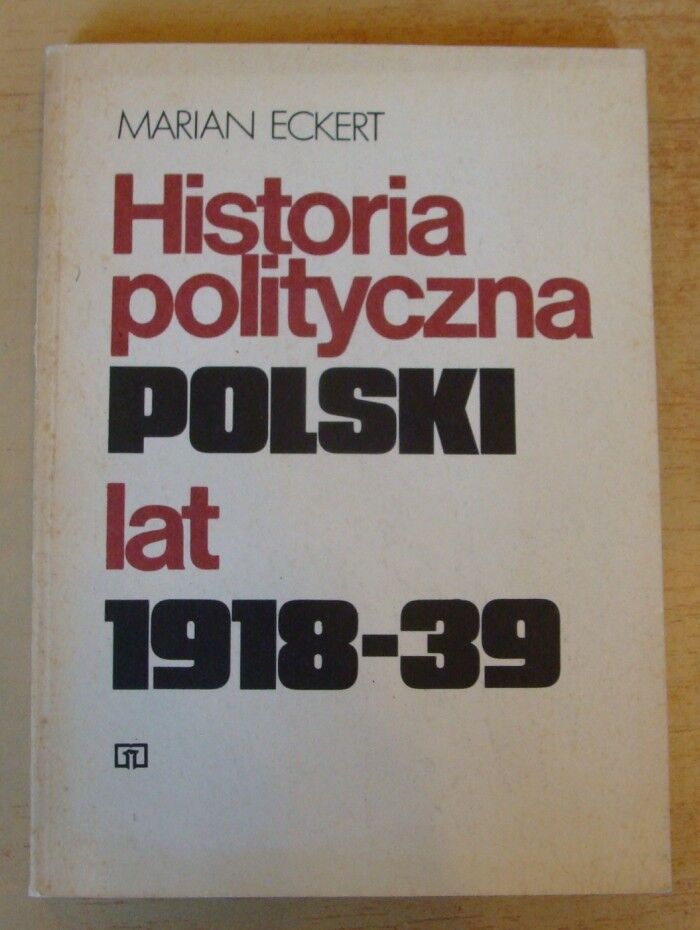 MARIAN ECKERT
Historia
polityczna
POLSKI
lat
1918-39